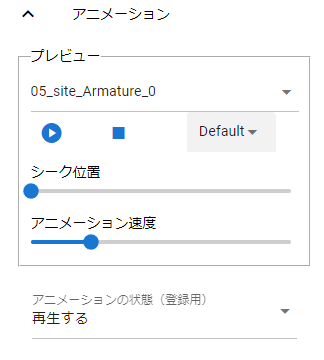 アニメーション
プレビュー
05_site_Armature_0
Default
シーク位置
アニメーション速度
アニメーションの状態（登録用）
再生する